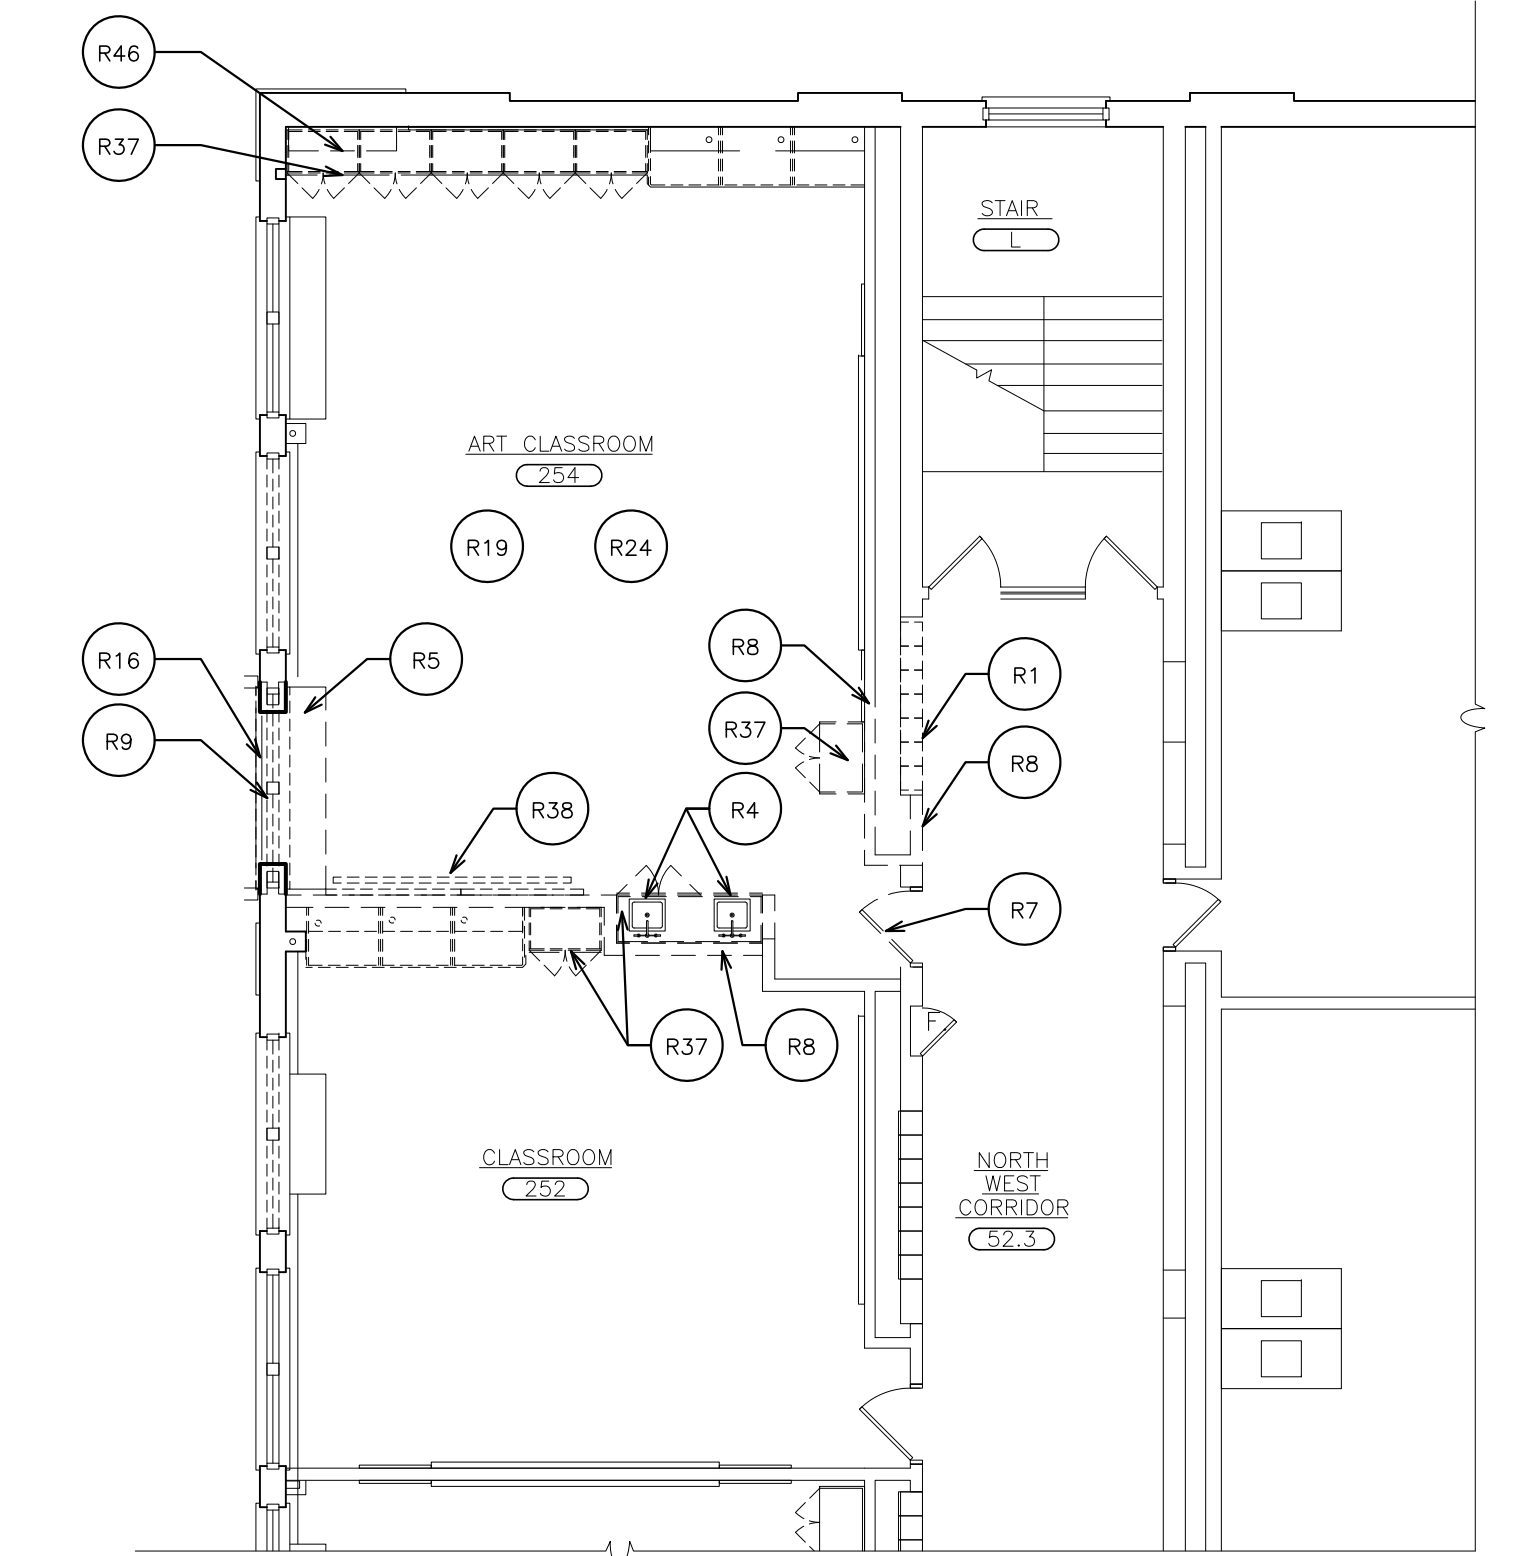 R46
R37
STAIR
L
ART CLASSROOM
254
R19
R24
R16
R5
R8
R1
R9
R37
R8
R38
R4
R7
F.
R37
R8
CLASSROOM
252
NORTH
WEST
CORRIDOR
52.3